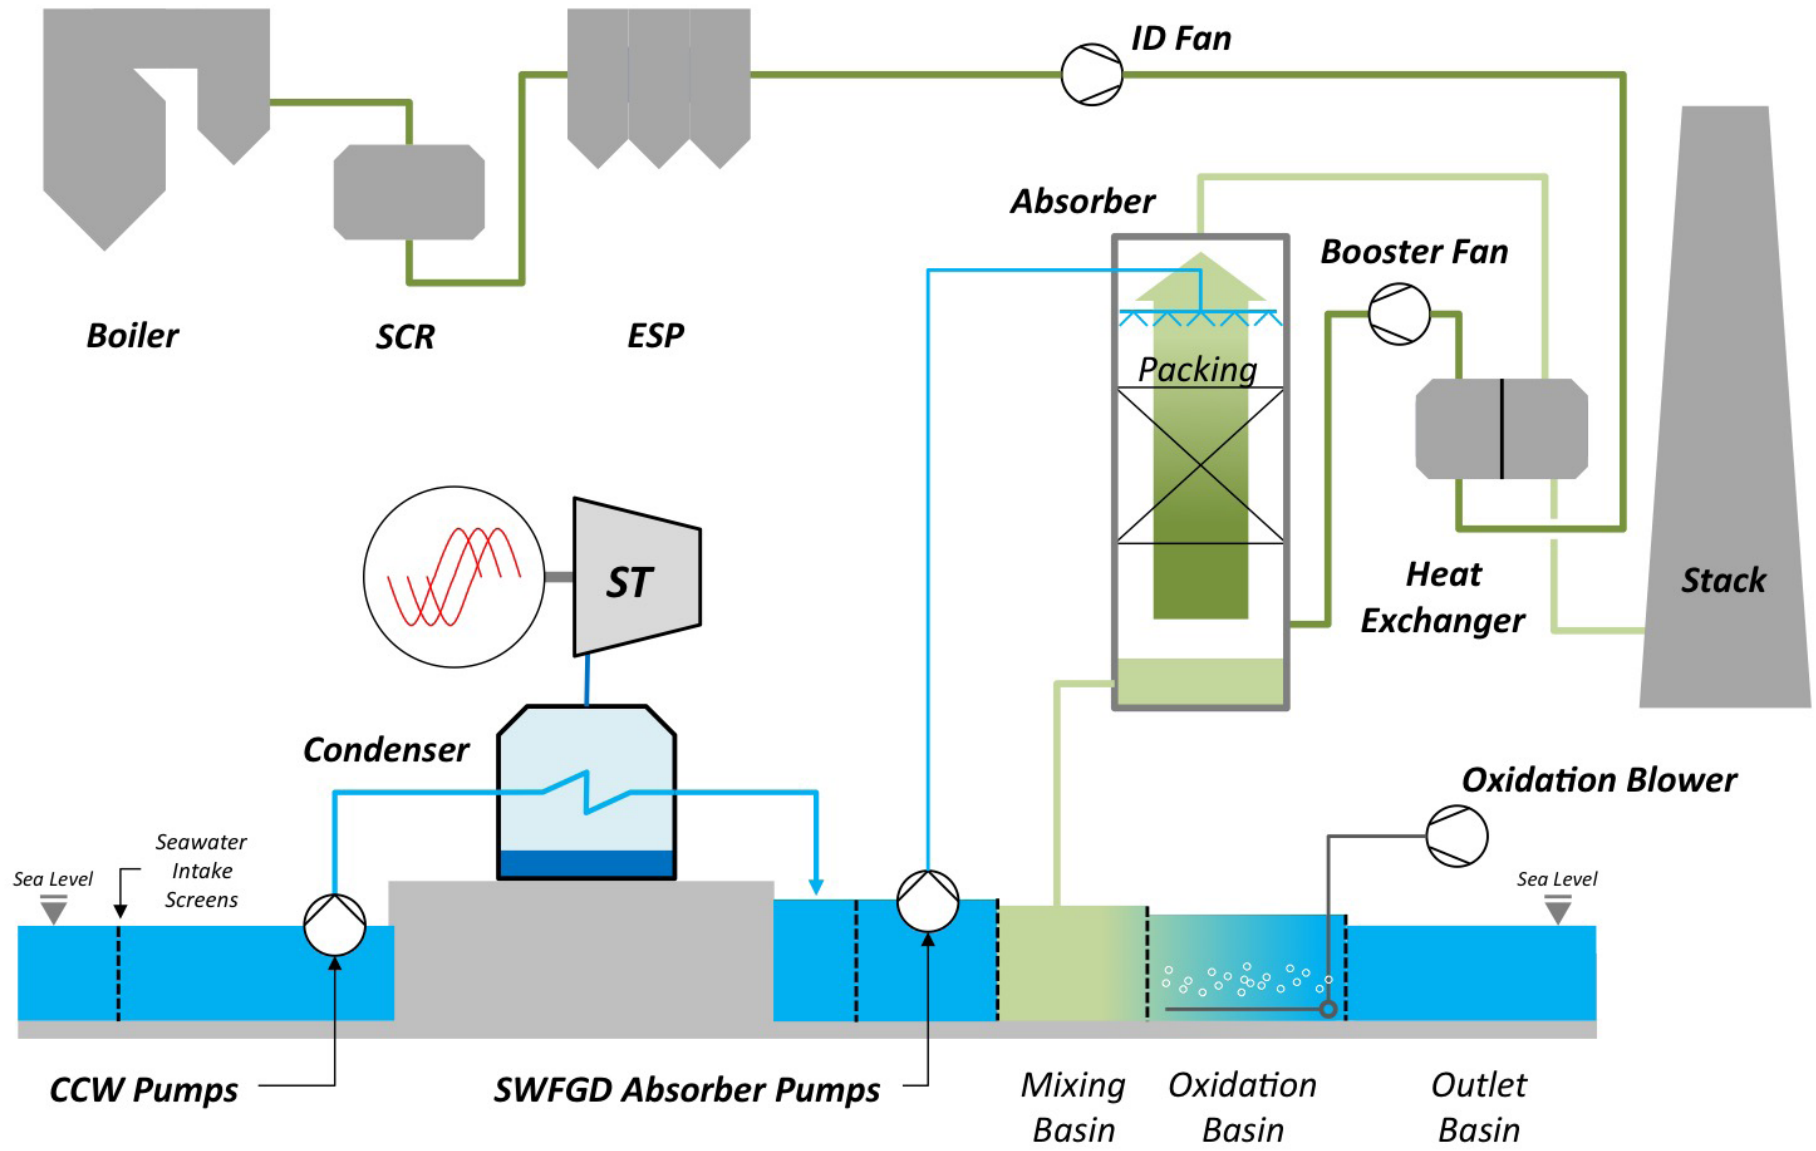 ID Fan
Absorber
Booster Fan
Boiler
SCR
ESP
Packing
ST
Heat
Exchanger
Stack
Condenser
Oxidation Blower
Seawater
Intake
Screens
Sea Level
Sea Level
CCW Pumps
SWFGD Absorber Pumps
Mixing
Basin
Oxidation
Basin
Outlet
Basin